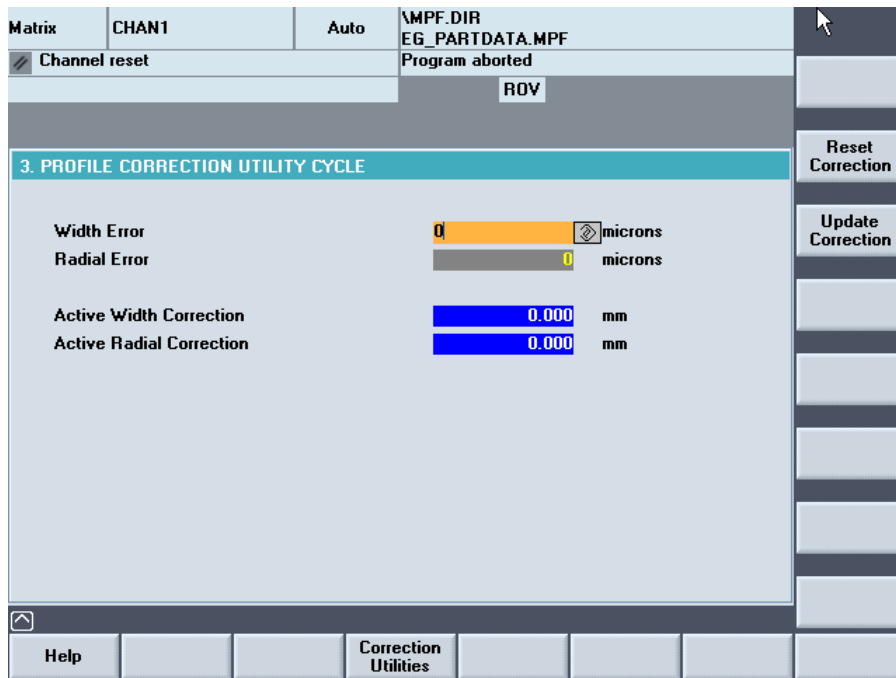 Matrix
CHAN1
Auto
\MPF.DIR
EG_PARTDATA.MPF
Channel reset
Program aborted
ROV
3. PROFILE CORRECTION UTILITY CYCLE
Width Error
0
microns
Radial Error
0
microns
Active Width Correction
0.000
mm
Active Radial Correction
0.000
mm
Reset
Correction
Update
Correction
Help
Correction
Utilities